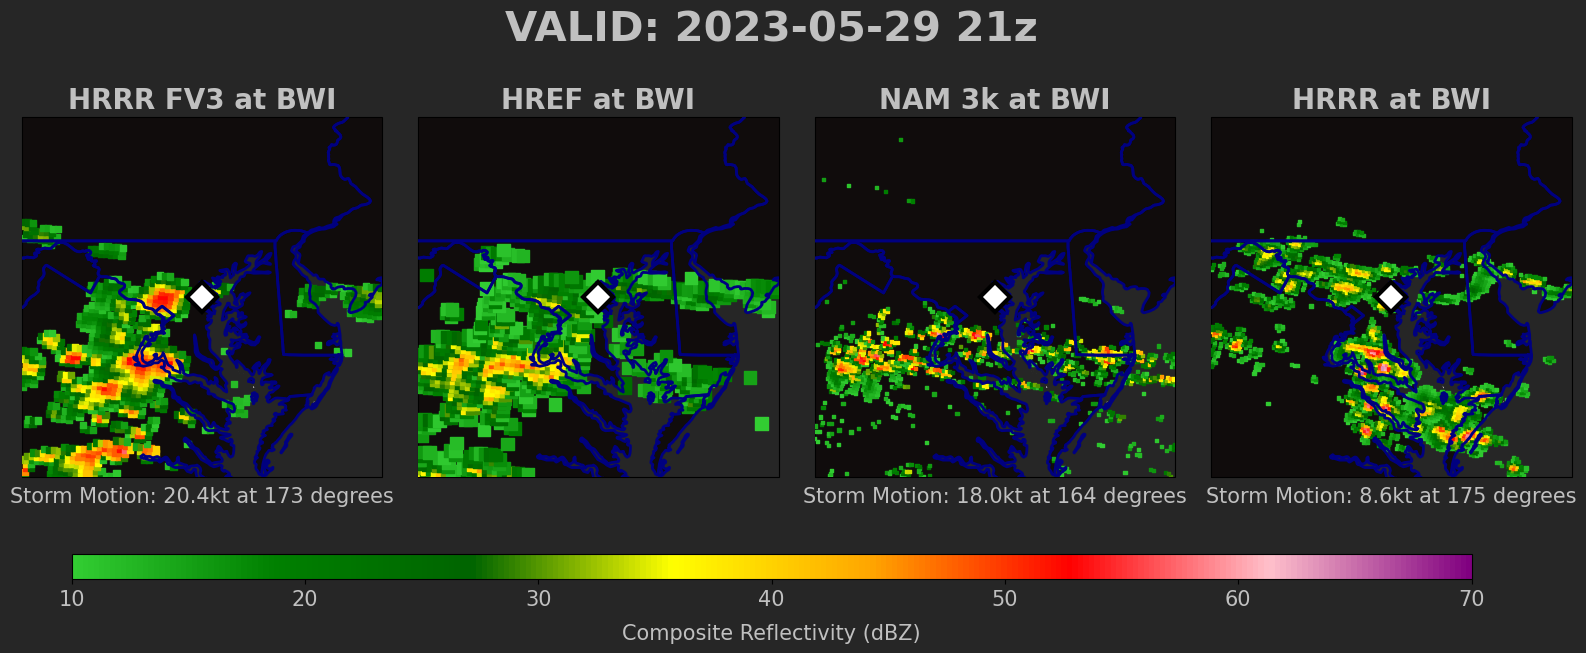 VALID: 2023-05-29 21z
HRRR FV3 at BWI
HREF at BWI
NAM 3k at BWI
HRRR at BWI
Storm Motion: 20.4kt at 173 degrees
Storm Motion: 18.0kt at 164 degrees
Storm Motion: 8.6kt at 175 degrees
10 20 30 40 50 60 70
Composite Reflectivity (dBZ)